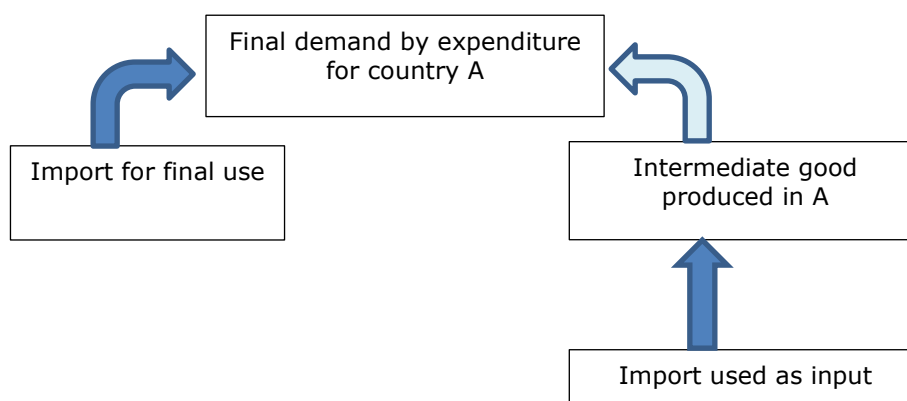 Final demand by expenditure
for country A
Import for final use
Intermediate good
produced in A
Import used as input